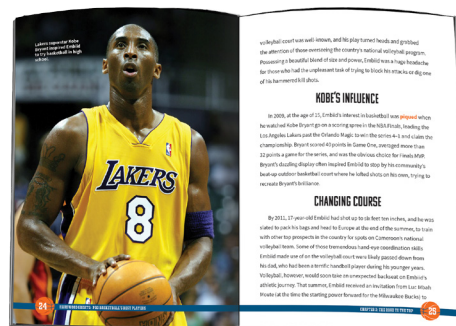 Lakers superstar Kobe
Bryant inspired Embiid
to try basketball in high
school.
LAKERS
8
24
volleyball court was well-known, and his play turned heads and grabbed
the attention of those overseeing the country's national volleyball program.
Possessing a beautiful blend of size and power, Embiid was a huge headache
for those who had the unpleasant task of trying to block his attacks or dig one
of his hammered kill shots.
KOBE'S INFLUENCE
In 2009, at the age of 15, Embiid's interest in basketball was piqued when
he watched Kobe Bryant go on a scoring spree in the NBA Finals, leading the
Los Angeles Lakers past the Orlando Magic to win the series 4–1 and claim the
championship. Bryant scored 40 points in Game One, averaged more than
32 points a game for the series, and was the obvious choice for Finals MVP.
Bryant's dazzling display often inspired Embiid to stop by his community's
beat-up outdoor basketball court where he lofted shots on his own, trying to
recreate Bryant's brilliance.
CHANGING COURSE
By 2011, 17-year-old Embiid had shot up to six feet ten inches, and he was
slated to pack his bags and head to Europe at the end of the summer, to
train with other top prospects in the country for spots on Cameroon's national
volleyball team. Some of those tremendous hand-eye coordination skills
Embiid made use of on the volleyball court were likely passed down from
his dad, who had been a terrific handball player during his younger years.
Volleyball, however, would soon take an unexpected backseat on Embiid's
athletic journey. That summer, Embiid received an invitation from Luc Mbah
Moute (at the time the starting power forward for the Milwaukee Bucks) to
25